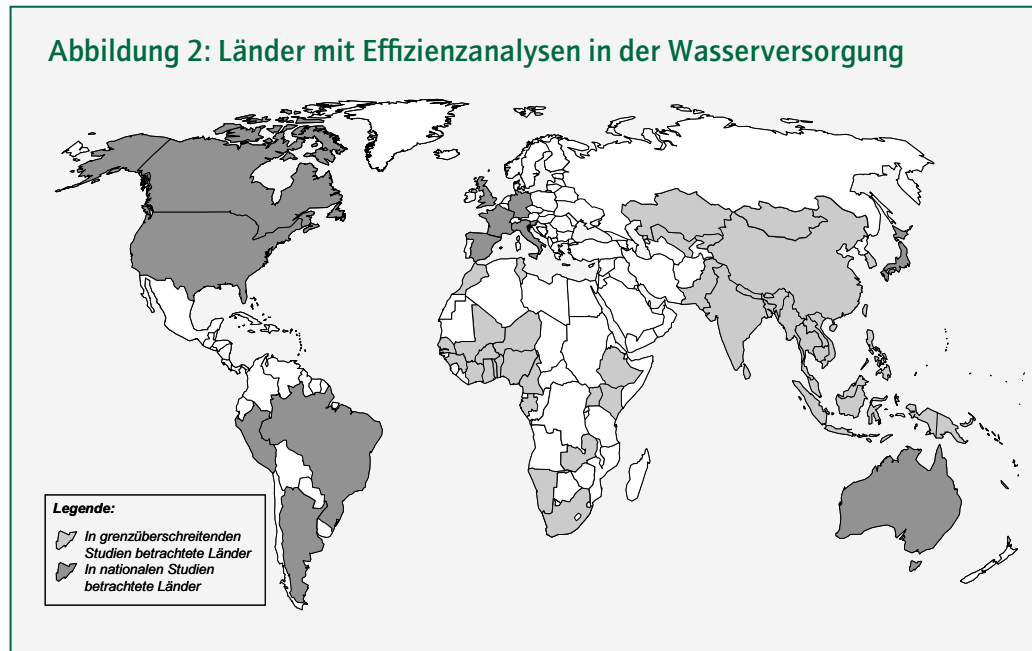 Abbildung 2: Länder mit Effizienzanalysen in der Wasserversorgung
Legende:
In grenzüberschreitenden
Studien betrachtete Länder
In nationalen Studien
betrachtete Länder